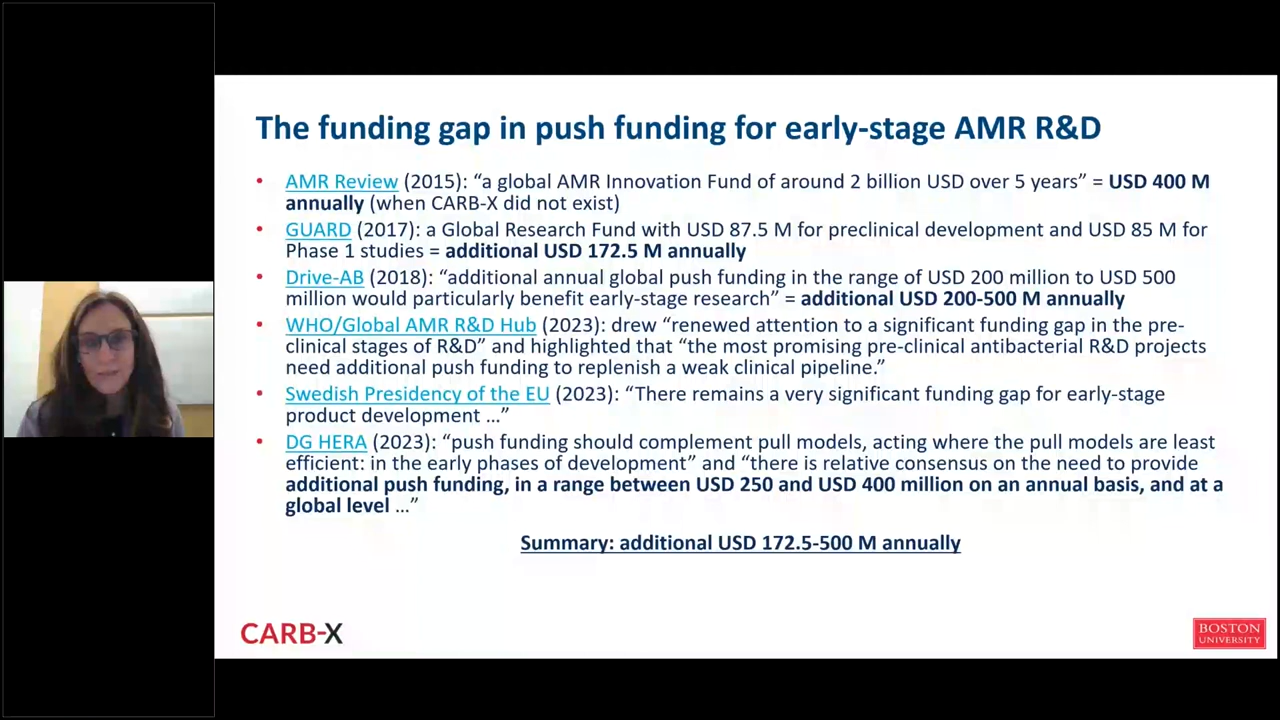 The funding gap in push funding for early-stage AMR R&D
• AMR Review (2015): “a global AMR Innovation Fund of around 2 billion USD over 5 years” = USD 400 M
annually (when CARB-X did not exist)
• GUARD (2017): a Global Research Fund with USD 87.5 M for preclinical development and USD 85 M for
Phase 1 studies = additional USD 172.5 M annually
• Drive-AB (2018): “additional annual global push funding in the range of USD 200 million to USD 500
million would particularly benefit early-stage research” = additional USD 200-500 M annually
• WHO/Global AMR R&D Hub (2023): drew “renewed attention to a significant funding gap in the pre-
clinical stages of R&D” and highlighted that “the most promising pre-clinical antibacterial R&D projects
need additional push funding to replenish a weak clinical pipeline.”
• Swedish Presidency of the EU (2023): “There remains a very significant funding gap for early-stage
product development …”
• DG HERA (2023): “push funding should complement pull models, acting where the pull models are least
efficient: in the early phases of development” and “there is relative consensus on the need to provide
additional push funding, in a range between USD 250 and USD 400 million on an annual basis, and at a
global level …”
Summary: additional USD 172.5-500 M annually
CARB-X
BOSTON
UNIVERSITY